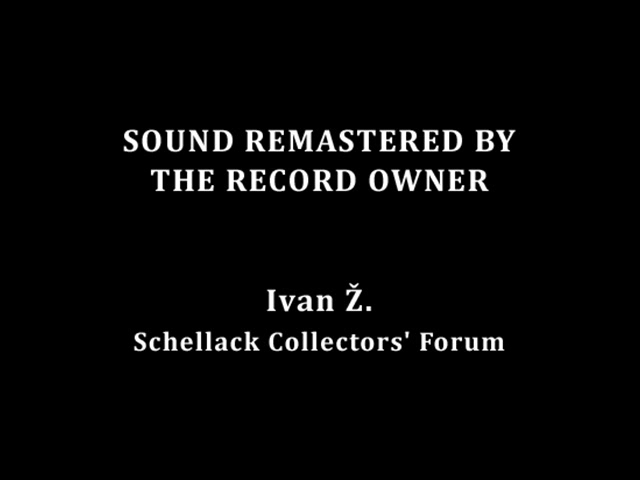 SOUND REMASTERED BY
THE RECORD OWNER
Ivan Ž.
Schellack Collectors' Forum